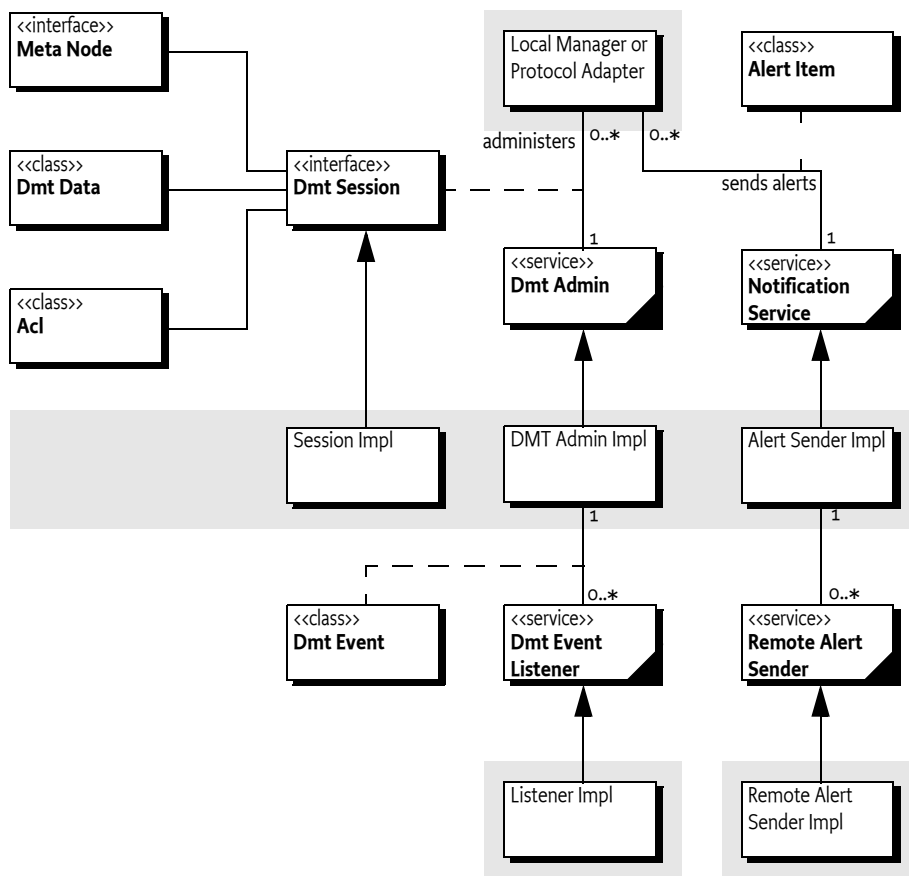 <<interface>>
Meta Node
Local Manager or
Protocol Adapter
<<class>>
Alert Item
administers
0..*
0..*
<<class>>
Dmt Data
<<interface>>
Dmt Session
sends alerts
1
1
<<service>>
Dmt Admin
<<service>>
Notification
Service
<<class>>
Acl
Session Impl
DMT Admin Impl
Alert Sender Impl
1
1
0..*
0..*
<<class>>
Dmt Event
<<service>>
Dmt Event
Listener
<<service>>
Remote Alert
Sender
Listener Impl
Remote Alert
Sender Impl